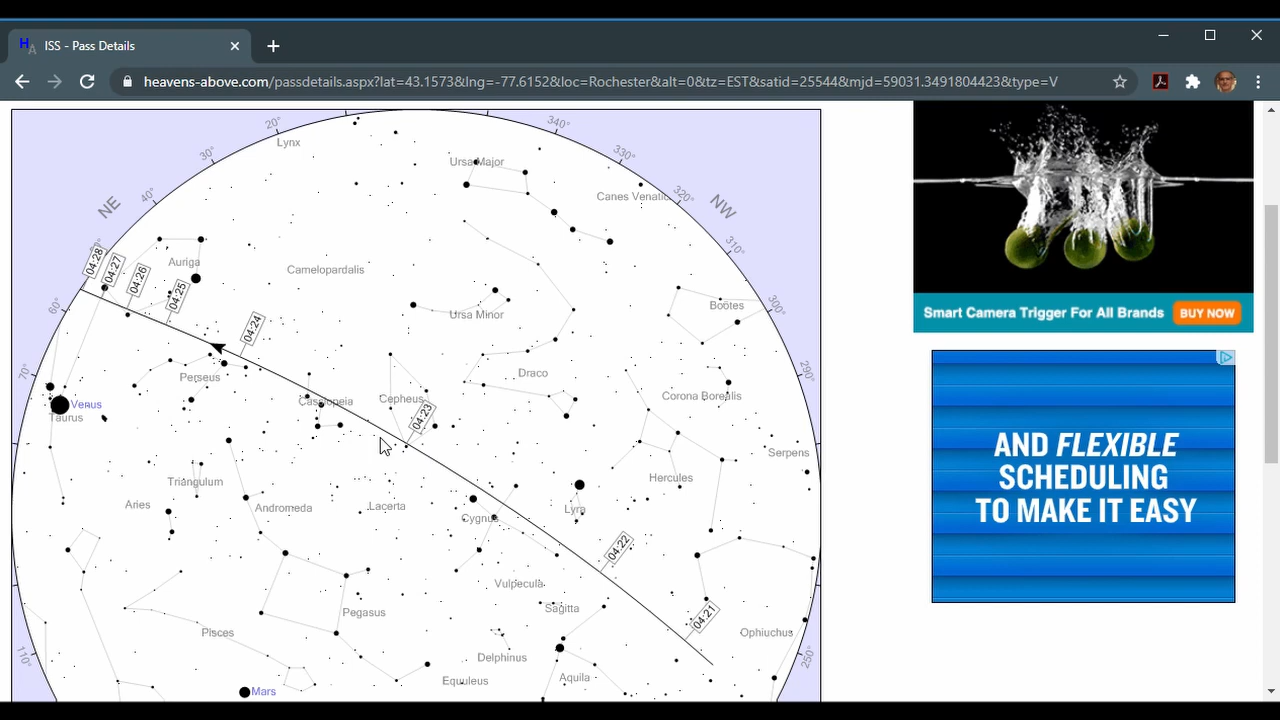 ISS - Pass Details
heavens-above.com/passdetails.aspx?lat=43.1573&lng=-77.6152&loc=Rochester&alt=0&tz=EST&satid=25544&mjd=59031.3491804423&type=V
20°
340°
Lynx
30°
Ursa Major
330°
40°
Canes Venatic
320°
NE
NW
310°
04:28
04:27
04:26
04:25
Auriga
Camelopardalis
60°
300°
Ursa Minor
Boötes
04:24
70°
Perseus
Draco
290°
Venus
Taurus
Cassiopeia
Cepheus
04:23
Corona Borealis
Serpens
Triangulum
Hercules
Aries
Andromeda
Lacerta
Cygnus
Lyra
04:22
Vulpecula
Sagitta
Pegasus
04:21
Pisces
Ophiuchus
110°
250°
Delphinus
Equuleus
Aquila
Mars
Smart Camera Trigger For All Brands
BUY NOW
AND FLEXIBLE
SCHEDULING
TO MAKE IT EASY